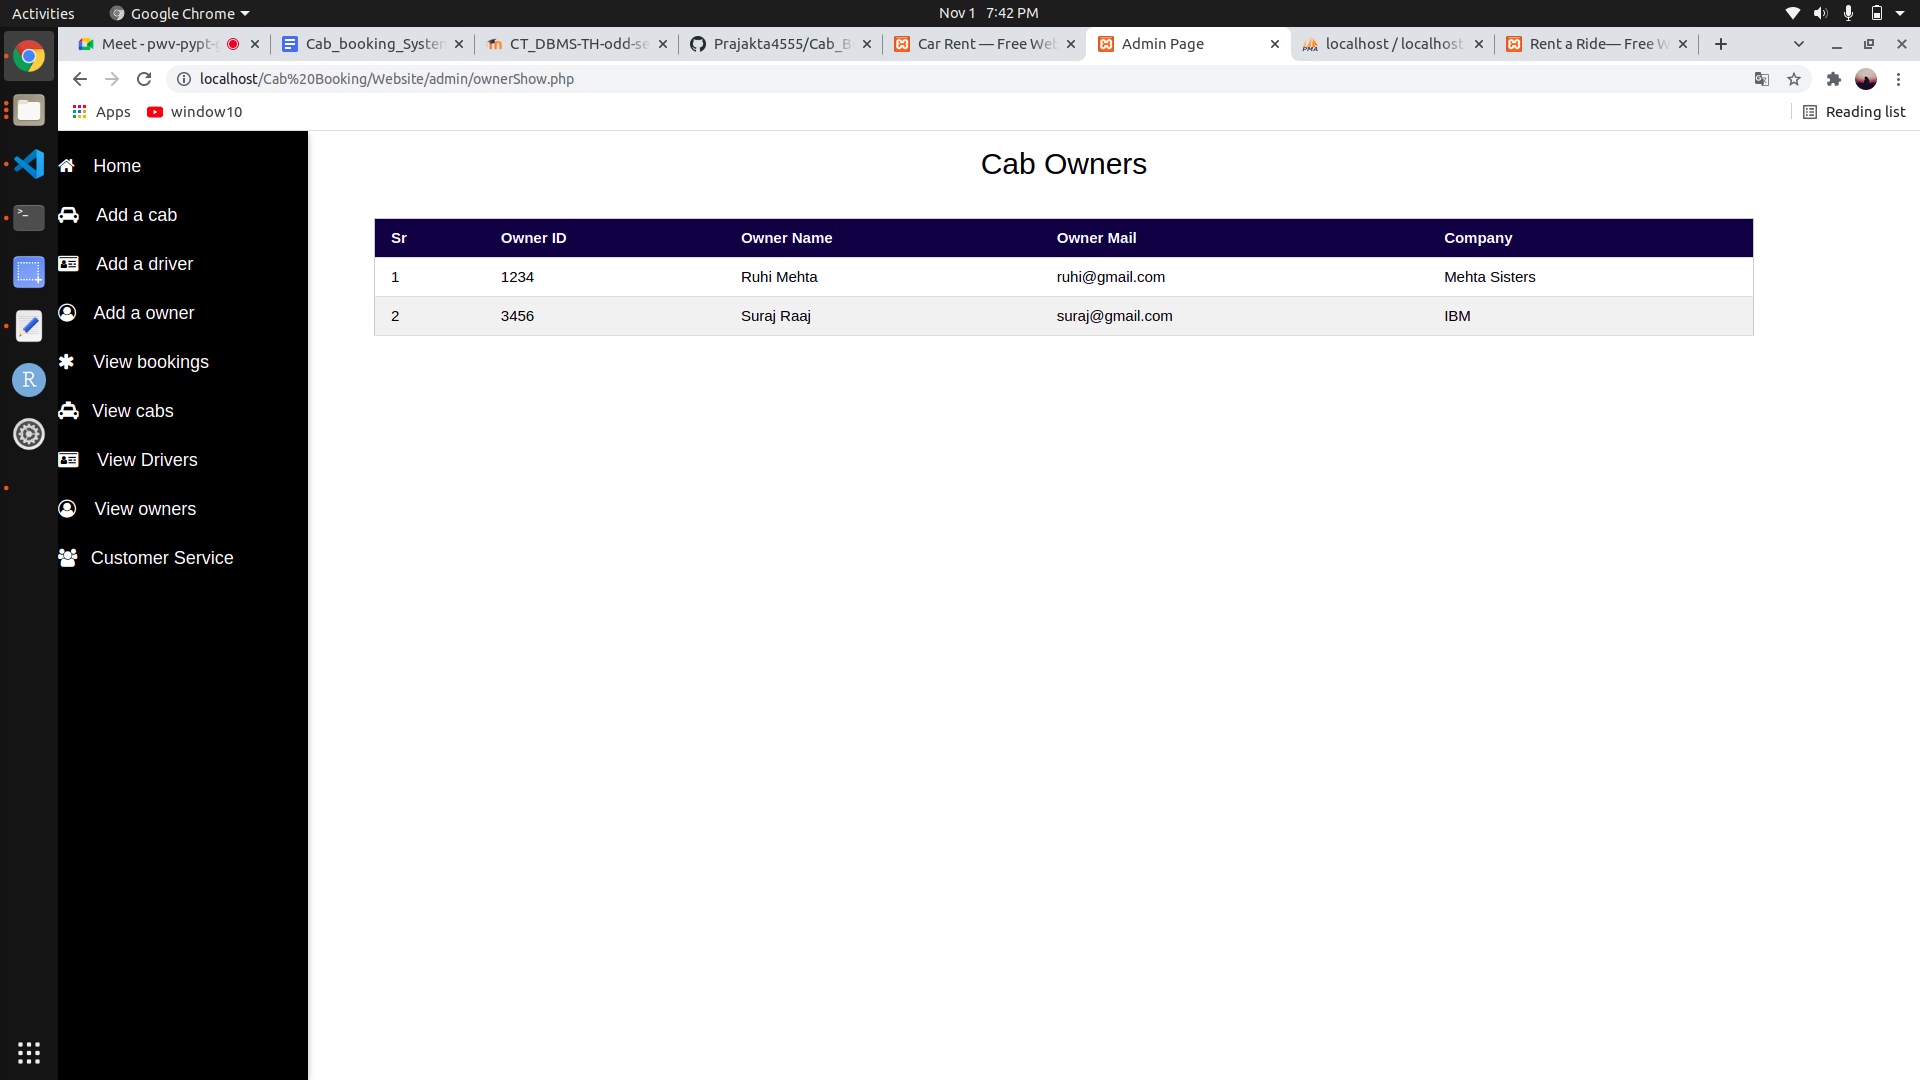 Activities Google Chrome Nov 1 7:42 PM
Meet - pwv-pypt- Cab_booking_System CT_DBMS-TH-odd-se Prajakta4555/Cab_B Car Rent — Free Web Admin Page localhost / localhost Rent a Ride— Free W
localhost/Cab%20Booking/Website/admin/ownerShow.php
Apps window10 Reading list
Home
Add a cab
Add a driver
Add a owner
View bookings
View cabs
View Drivers
View owners
Customer Service
Cab Owners
Sr Owner ID Owner Name Owner Mail Company
1 1234 Ruhi Mehta ruhi@gmail.com Mehta Sisters
2 3456 Suraj Raaj suraj@gmail.com IBM